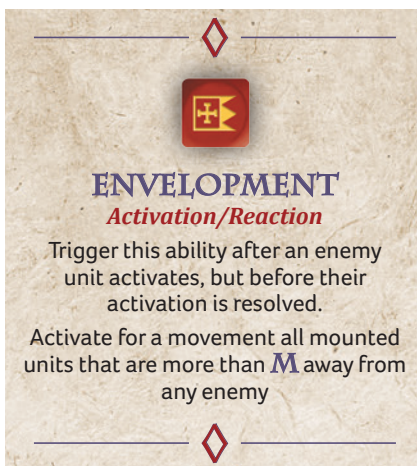 ENVELOPMENT
Activation/Reaction
Trigger this ability after an enemy
unit activates, but before their
activation is resolved.
Activate for a movement all mounted
units that are more than M away from
any enemy